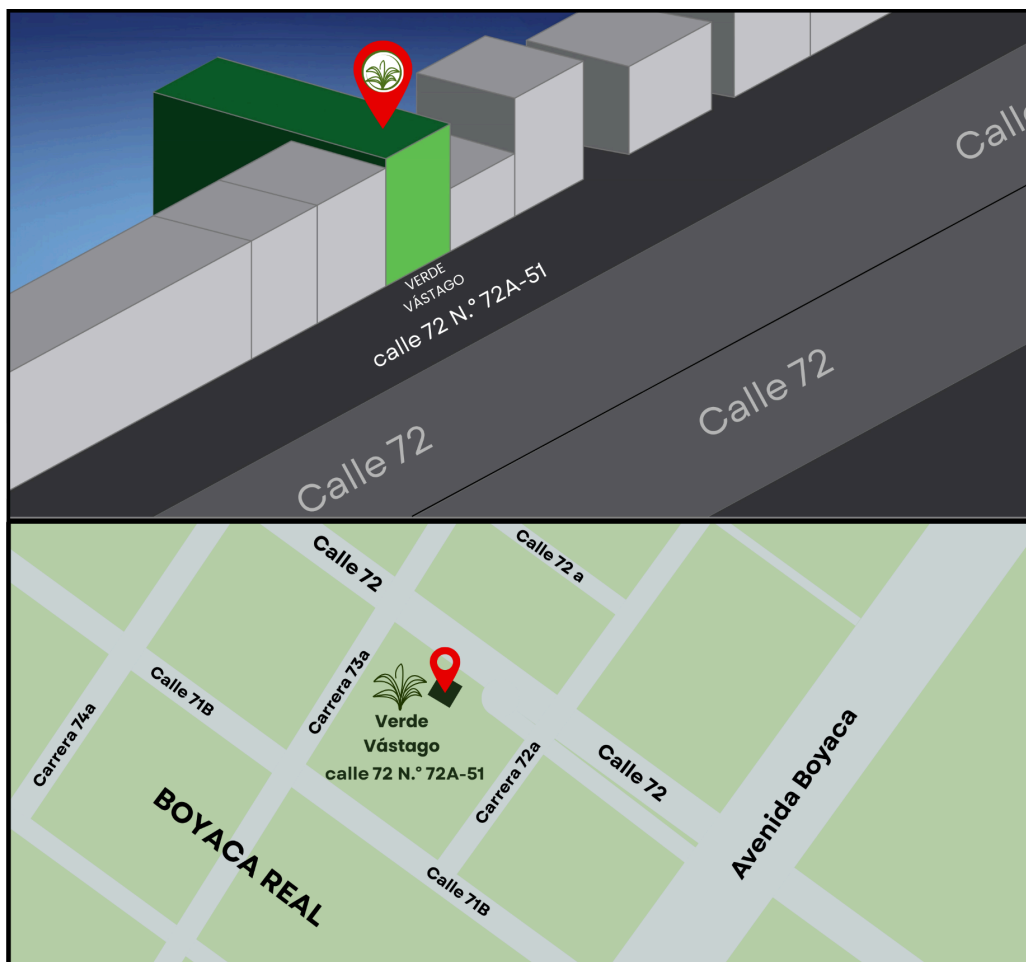 Calle
VERDE
VÁSTAGO
calle 72 N.° 72A-51
Calle 72
Calle 72
Calle 72
Calle 72 a
Carrera 73a
Calle 71B
Carrera 74a
Verde
Vástago
calle 72 N.° 72A-51
Carrera 72a
Calle 72
Avenida Boyaca
BOYACA REAL
Calle 71B